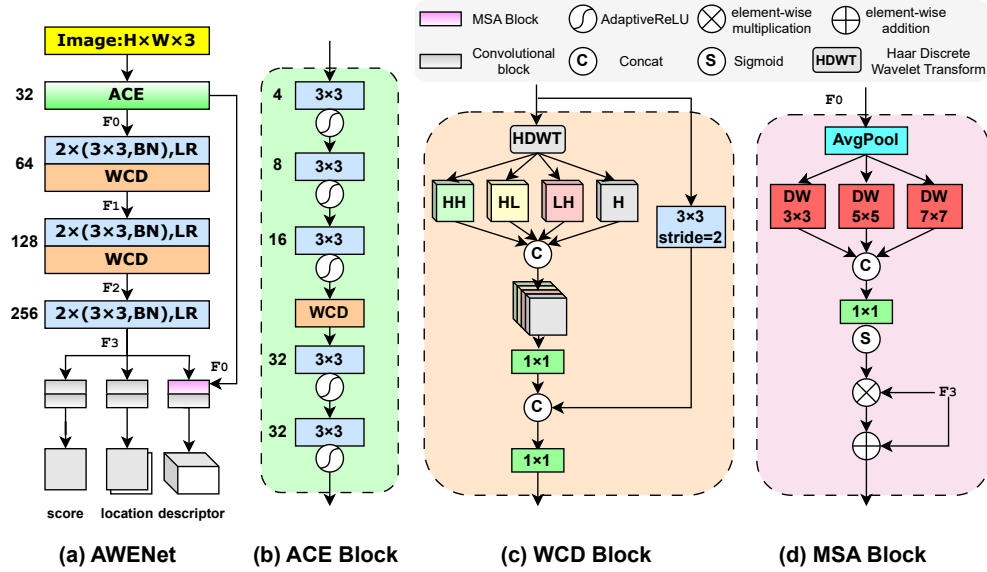 MSA Block
AdaptiveReLU
element-wise
multiplication
element-wise
addition
Convolutional
block
C
Concat
S
Sigmoid
HDWT
Haar Discrete
Wavelet Transform
Image:H×W×3
32
ACE
F0
2×(3×3,BN),LR
64
WCD
F1
2×(3×3,BN),LR
128
WCD
F2
256
2×(3×3,BN),LR
F3
F0
score
location
descriptor
(a) AWENet
4
3×3
8
3×3
16
3×3
WCD
32
3×3
32
3×3
(b) ACE Block
HDWT
HH
HL
LH
H
3×3
stride=2
C
1×1
C
1×1
(c) WCD Block
F0
AvgPool
DW
3×3
DW
5×5
DW
7×7
C
1×1
S
F3
(d) MSA Block